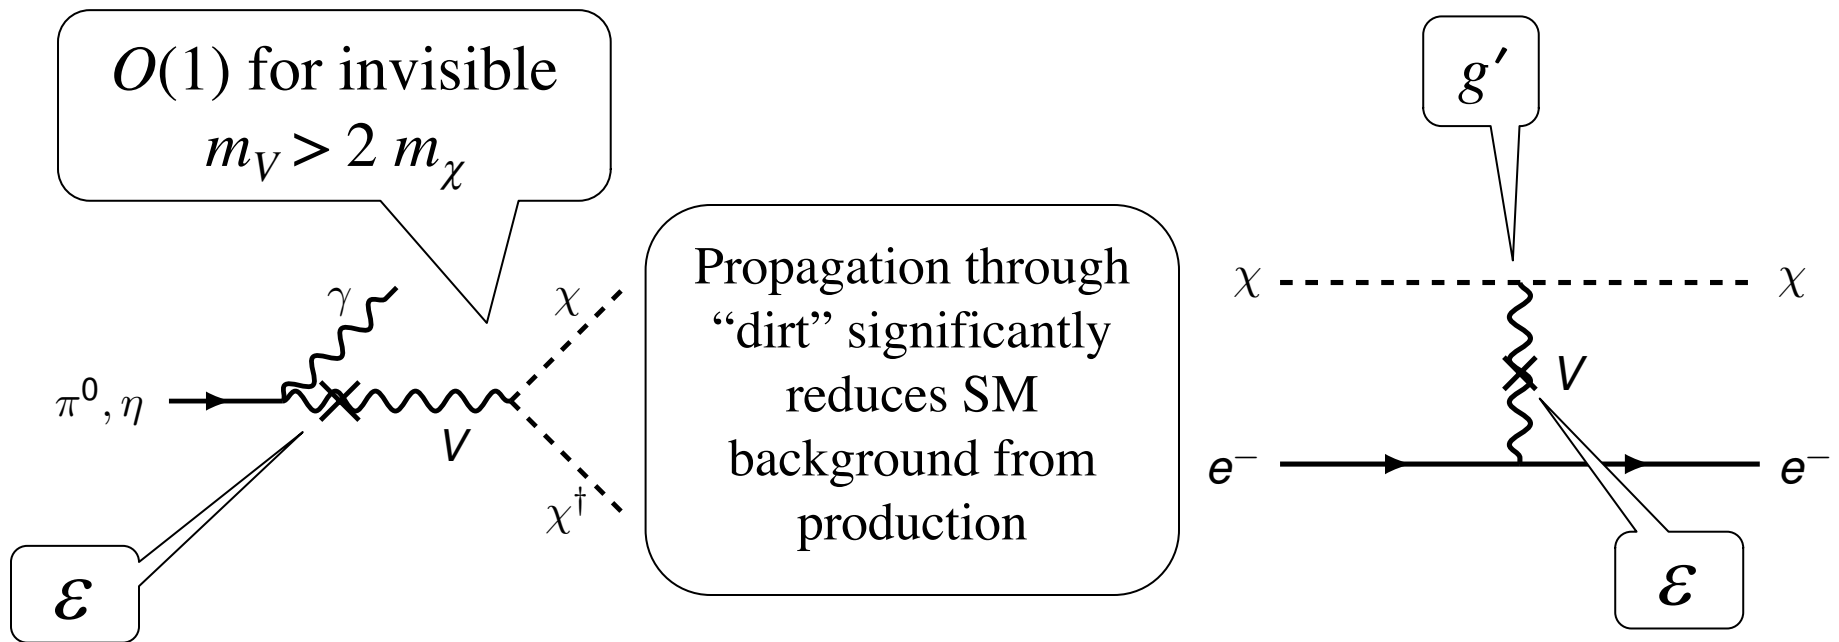 O(1) for invisible
m_V > 2 m_χ
γ
χ
π⁰, η
V
χ†
ε
Propagation through
“dirt” significantly
reduces SM
background from
production
g′
χ
χ
V
e⁻
e⁻
ε